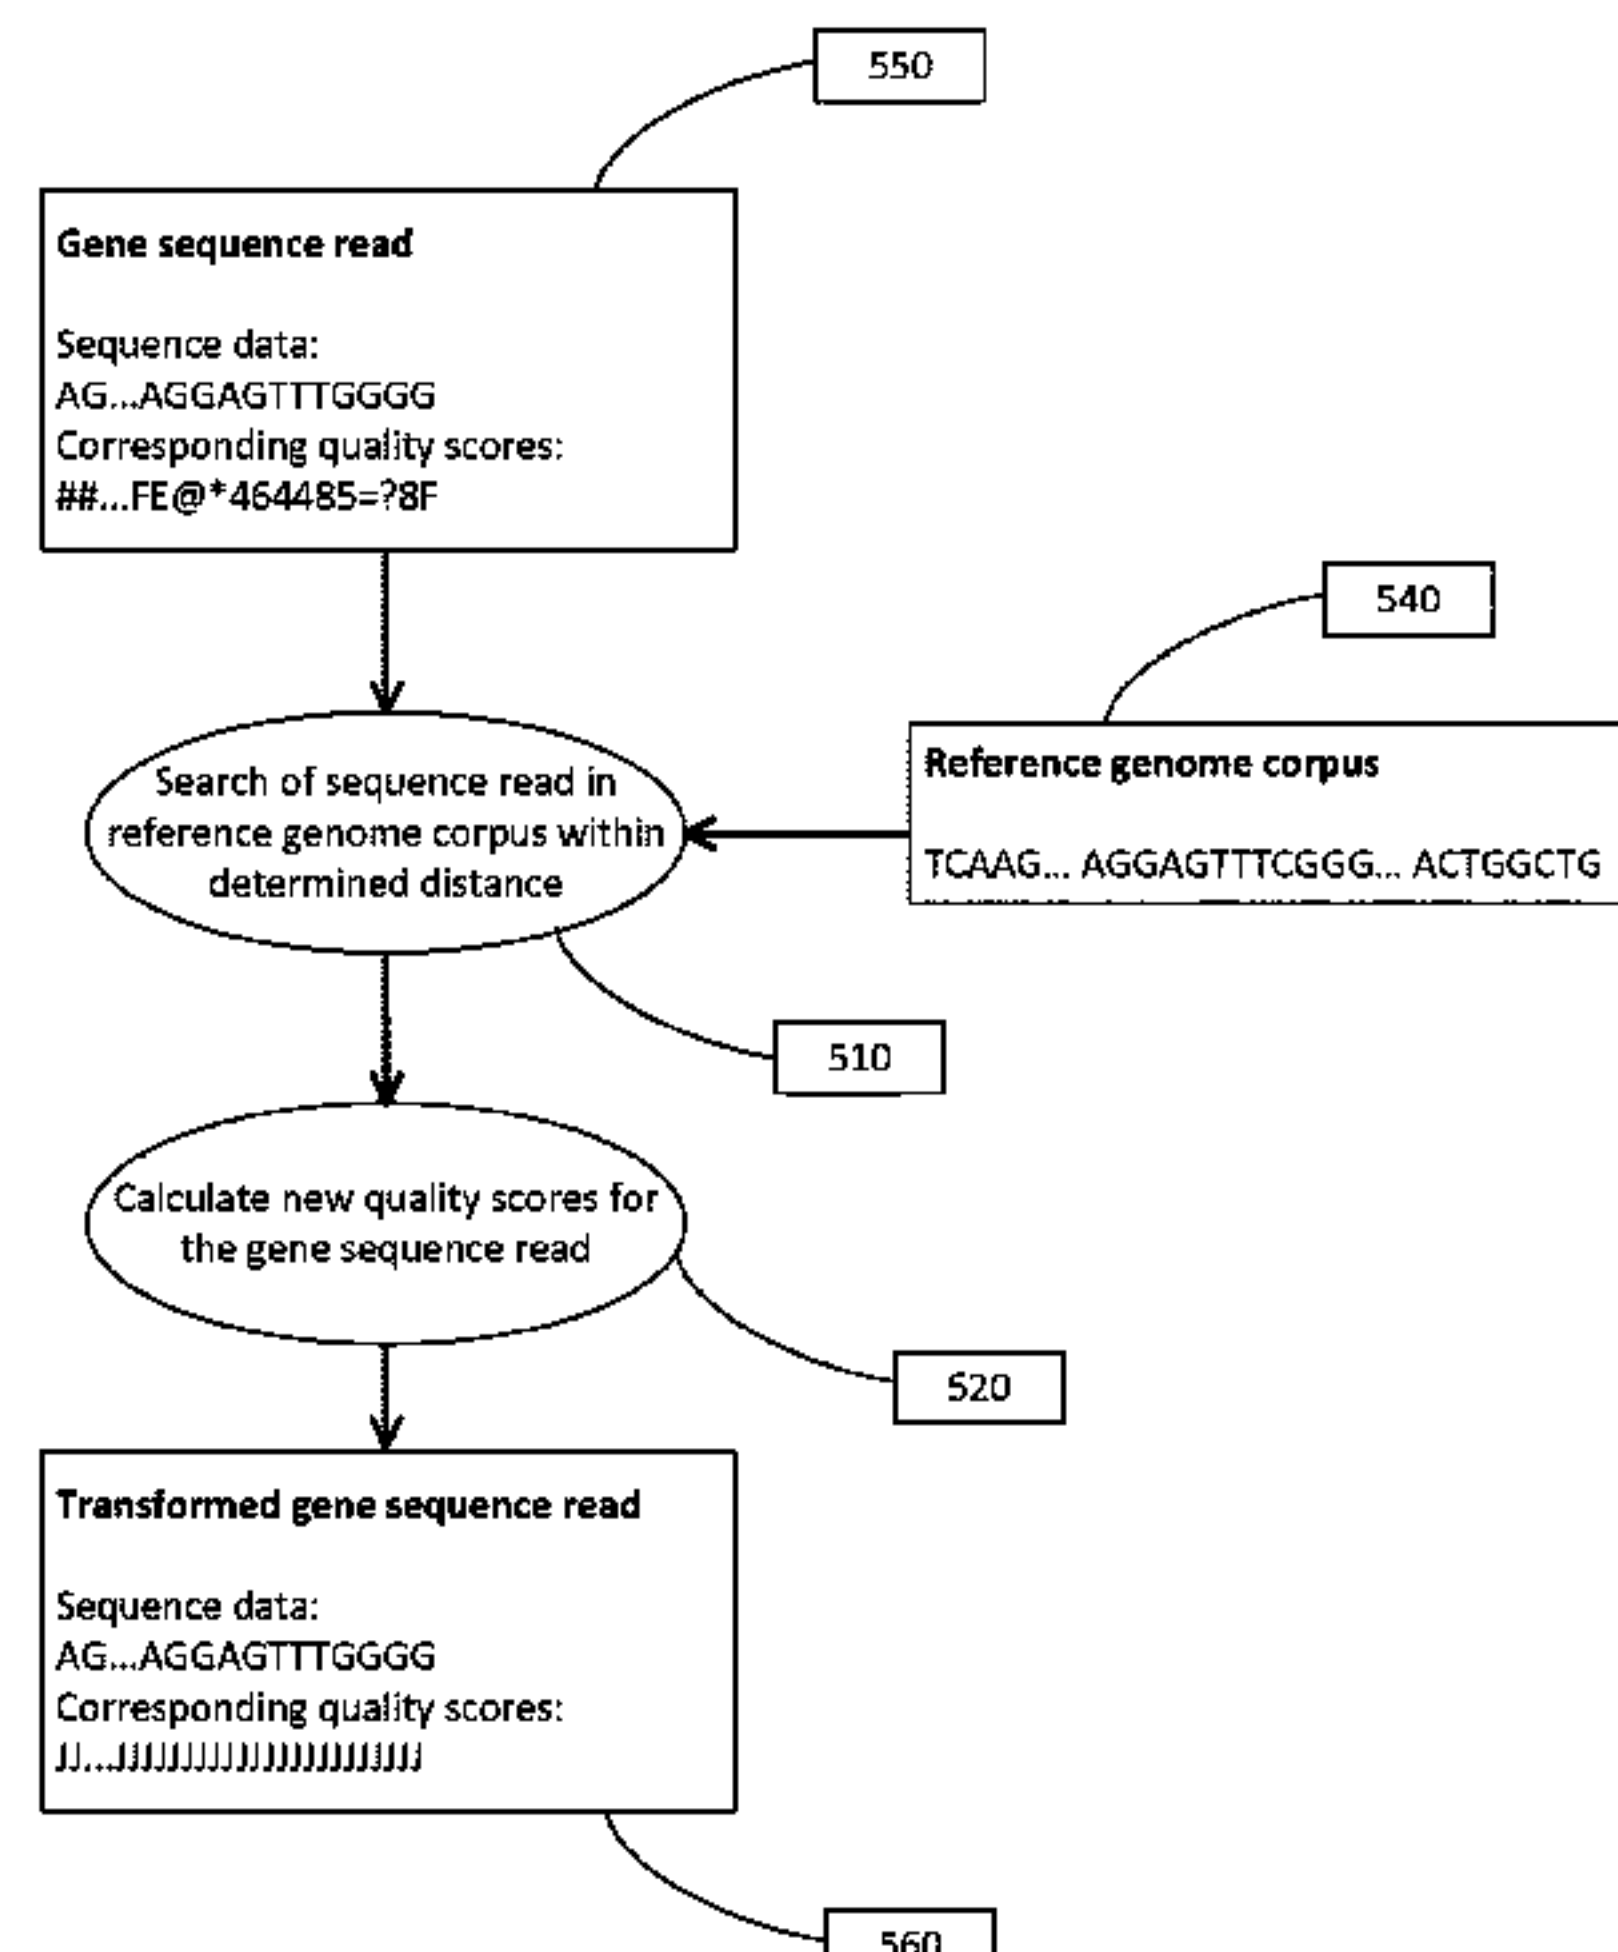 550
Gene sequence read
Sequence data:
AG...AGGAGTTTGGGG
Corresponding quality scores:
##...FE@*464485=?8F
540
Search of sequence read in
reference genome corpus within
determined distance
Reference genome corpus
TCAAG... AGGAGTTTCGGG... ACTGGCTG
510
Calculate new quality scores for
the gene sequence read
520
Transformed gene sequence read
Sequence data:
AG...AGGAGTTTGGGG
Corresponding quality scores:
560